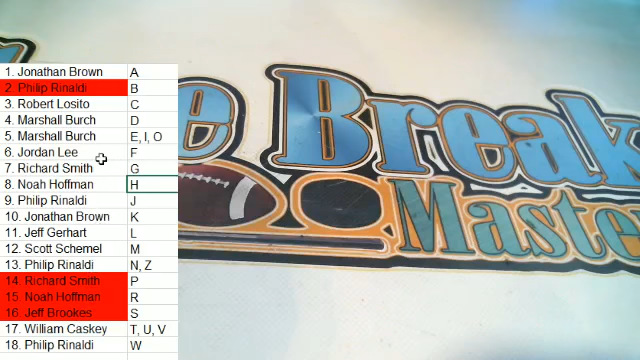 1. Jonathan Brown A
2. Philip Rinaldi B
3. Robert Losito C
4. Marshall Burch D
5. Marshall Burch E, I, O
6. Jordan Lee F
7. Richard Smith G
8. Noah Hoffman H
9. Philip Rinaldi J
10. Jonathan Brown K
11. Jeff Gerhart L
12. Scott Schemel M
13. Philip Rinaldi N, Z
14. Richard Smith P
15. Noah Hoffman R
16. Jeff Brookes S
17. William Caskey T, U, V
18. Philip Rinaldi W
e Break
Maste